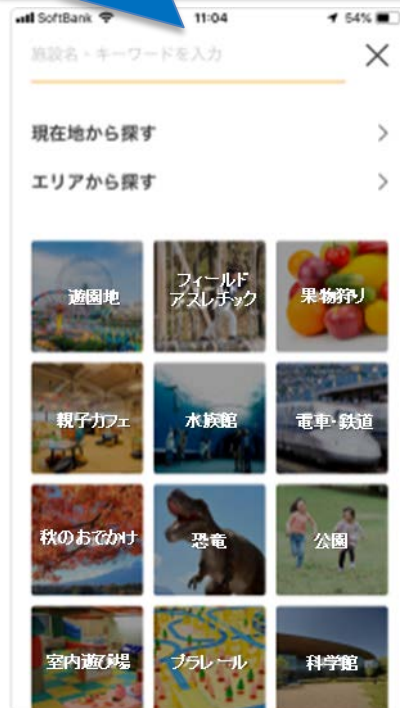 SoftBank 11:04 54%
施設名・キーワードを入力
現在地から探す
エリアから探す
遊園地
フィールド
アスレチック
果物狩り
親子カフェ
水族館
電車・鉄道
秋のおでかけ
恐竜
公園
室内遊び場
プラレール
科学館